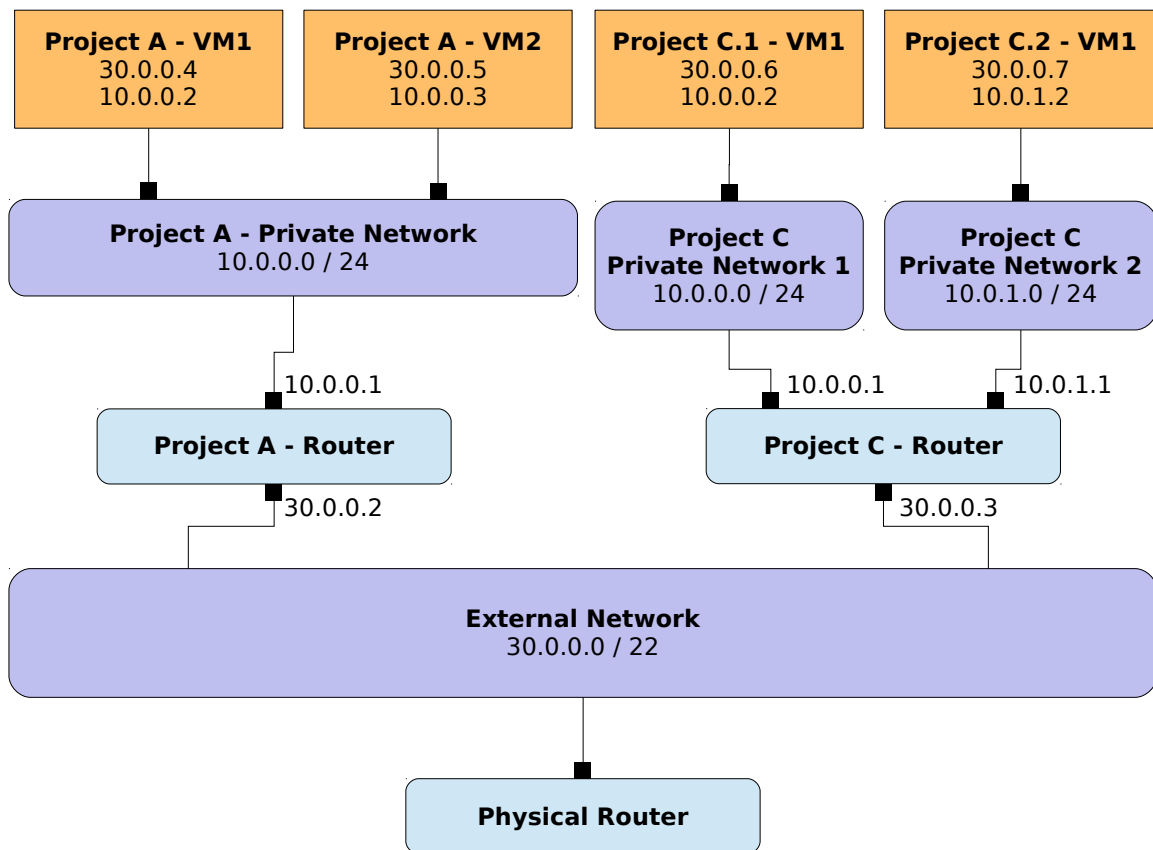 Project A - VM1
30.0.0.4
10.0.0.2
Project A - VM2
30.0.0.5
10.0.0.3
Project C.1 - VM1
30.0.0.6
10.0.0.2
Project C.2 - VM1
30.0.0.7
10.0.1.2
Project A - Private Network
10.0.0.0 / 24
Project C
Private Network 1
10.0.0.0 / 24
Project C
Private Network 2
10.0.1.0 / 24
10.0.0.1
10.0.0.1
10.0.1.1
Project A - Router
Project C - Router
30.0.0.2
30.0.0.3
External Network
30.0.0.0 / 22
Physical Router